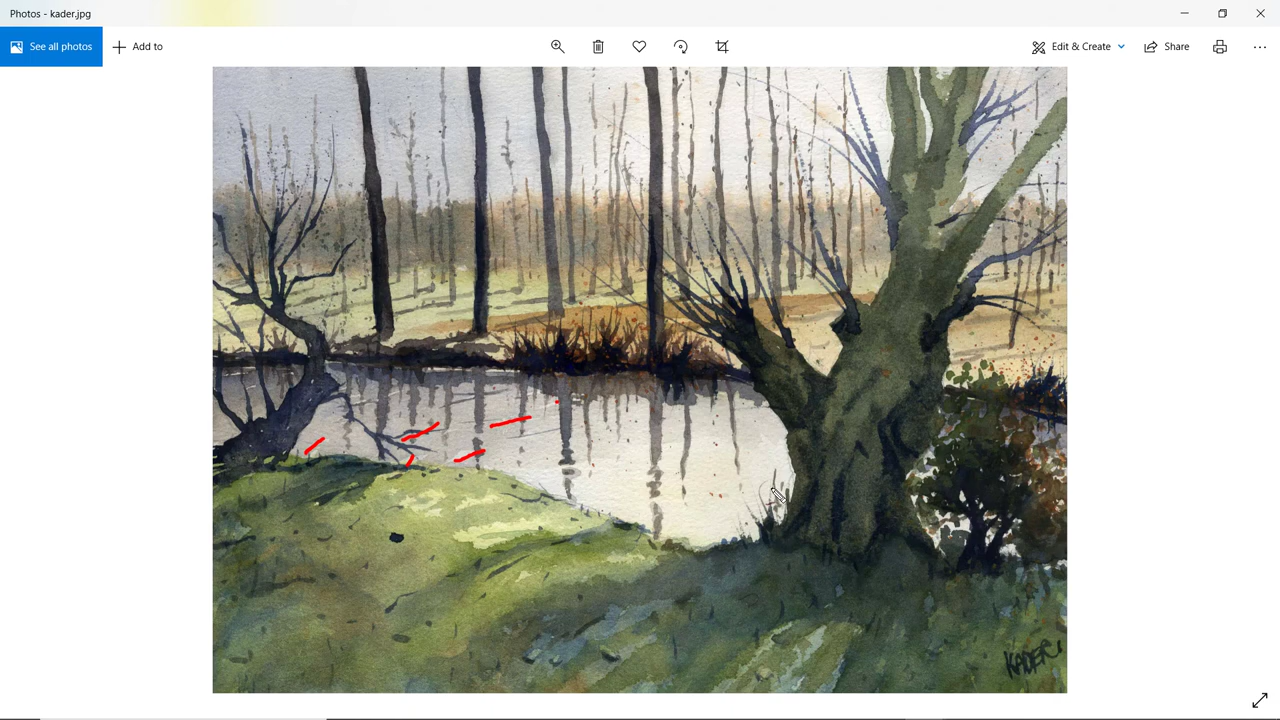 Photos - kader.jpg
See all photos
Add to
Edit & Create
Share
KADER